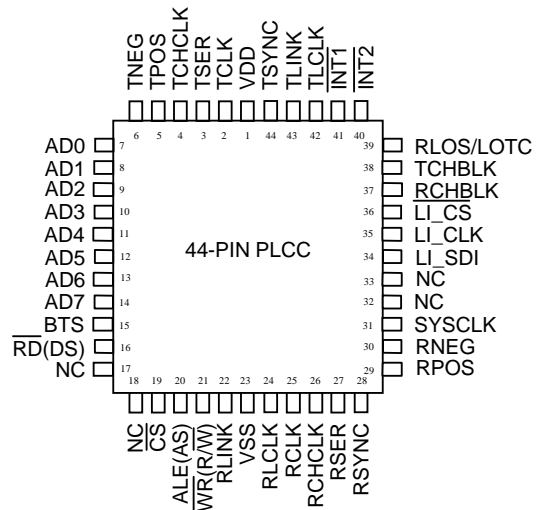 TNEG
TPOS
TCHCLK
TSER
TCLK
VDD
TSYNC
TLINK
TLCLK
INT1
INT2
6 5 4 3 2 1 44 43 42 41 40
AD0 7
AD1 8
AD2 9
AD3 10
AD4 11
AD5 12
AD6 13
AD7 14
BTS 15
RD(DS) 16
NC 17
44-PIN PLCC
39 RLOS/LOTC
38 TCHBLK
37 RCHBLK
36 LI_CS
35 LI_CLK
34 LI_SDI
33 NC
32 NC
31 SYSCLK
30 RNEG
29 RPOS
18 19 20 21 22 23 24 25 26 27 28
NC
CS
ALE(AS)
WR(R/W)
RLINK
VSS
RLCLK
RCLK
RCHCLK
RSER
RSYNC